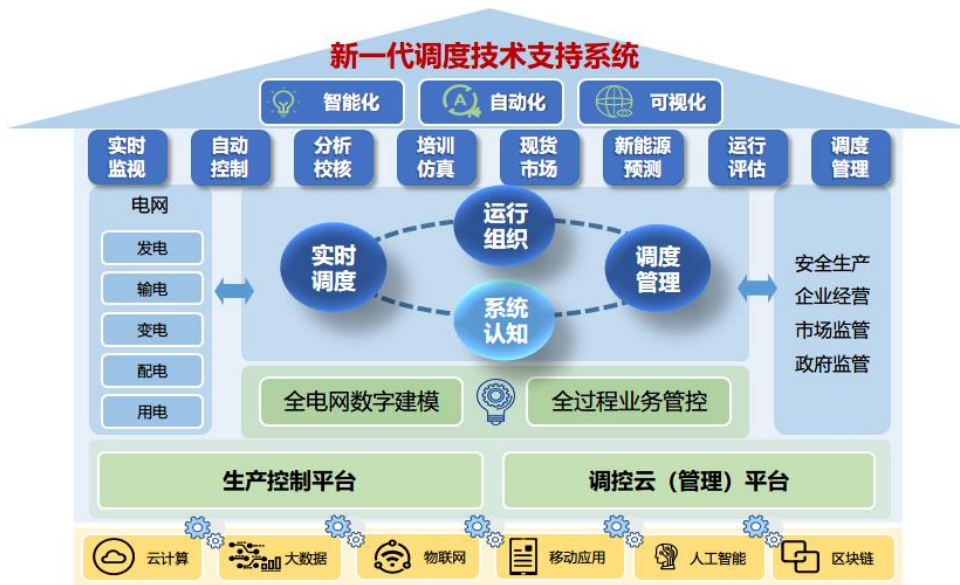 新一代调度技术支持系统
智能化
自动化
可视化
实时
监视
自动
控制
分析
校核
培训
仿真
现货
市场
新能源
预测
运行
评估
调度
管理
电网
发电
输电
变电
配电
用电
实时
调度
运行
组织
调度
管理
系统
认知
安全生产
企业经营
市场监管
政府监管
全电网数字建模
全过程业务管控
生产控制平台
调控云（管理）平台
云计算
大数据
物联网
移动应用
人工智能
区块链